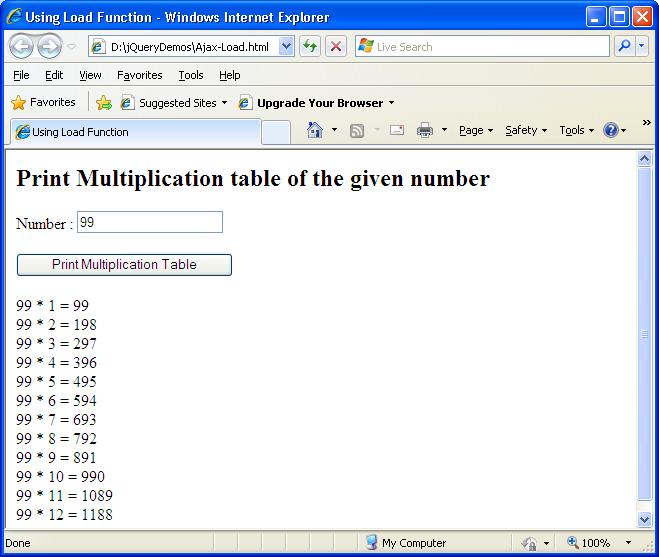 Using Load Function - Windows Internet Explorer
D:\jQueryDemos\Ajax-Load.html Live Search
File Edit View Favorites Tools Help
Favorites Suggested Sites Upgrade Your Browser
Using Load Function Page Safety Tools »
Print Multiplication table of the given number
Number : 99
Print Multiplication Table
99 * 1 = 99
99 * 2 = 198
99 * 3 = 297
99 * 4 = 396
99 * 5 = 495
99 * 6 = 594
99 * 7 = 693
99 * 8 = 792
99 * 9 = 891
99 * 10 = 990
99 * 11 = 1089
99 * 12 = 1188
Done My Computer 100%